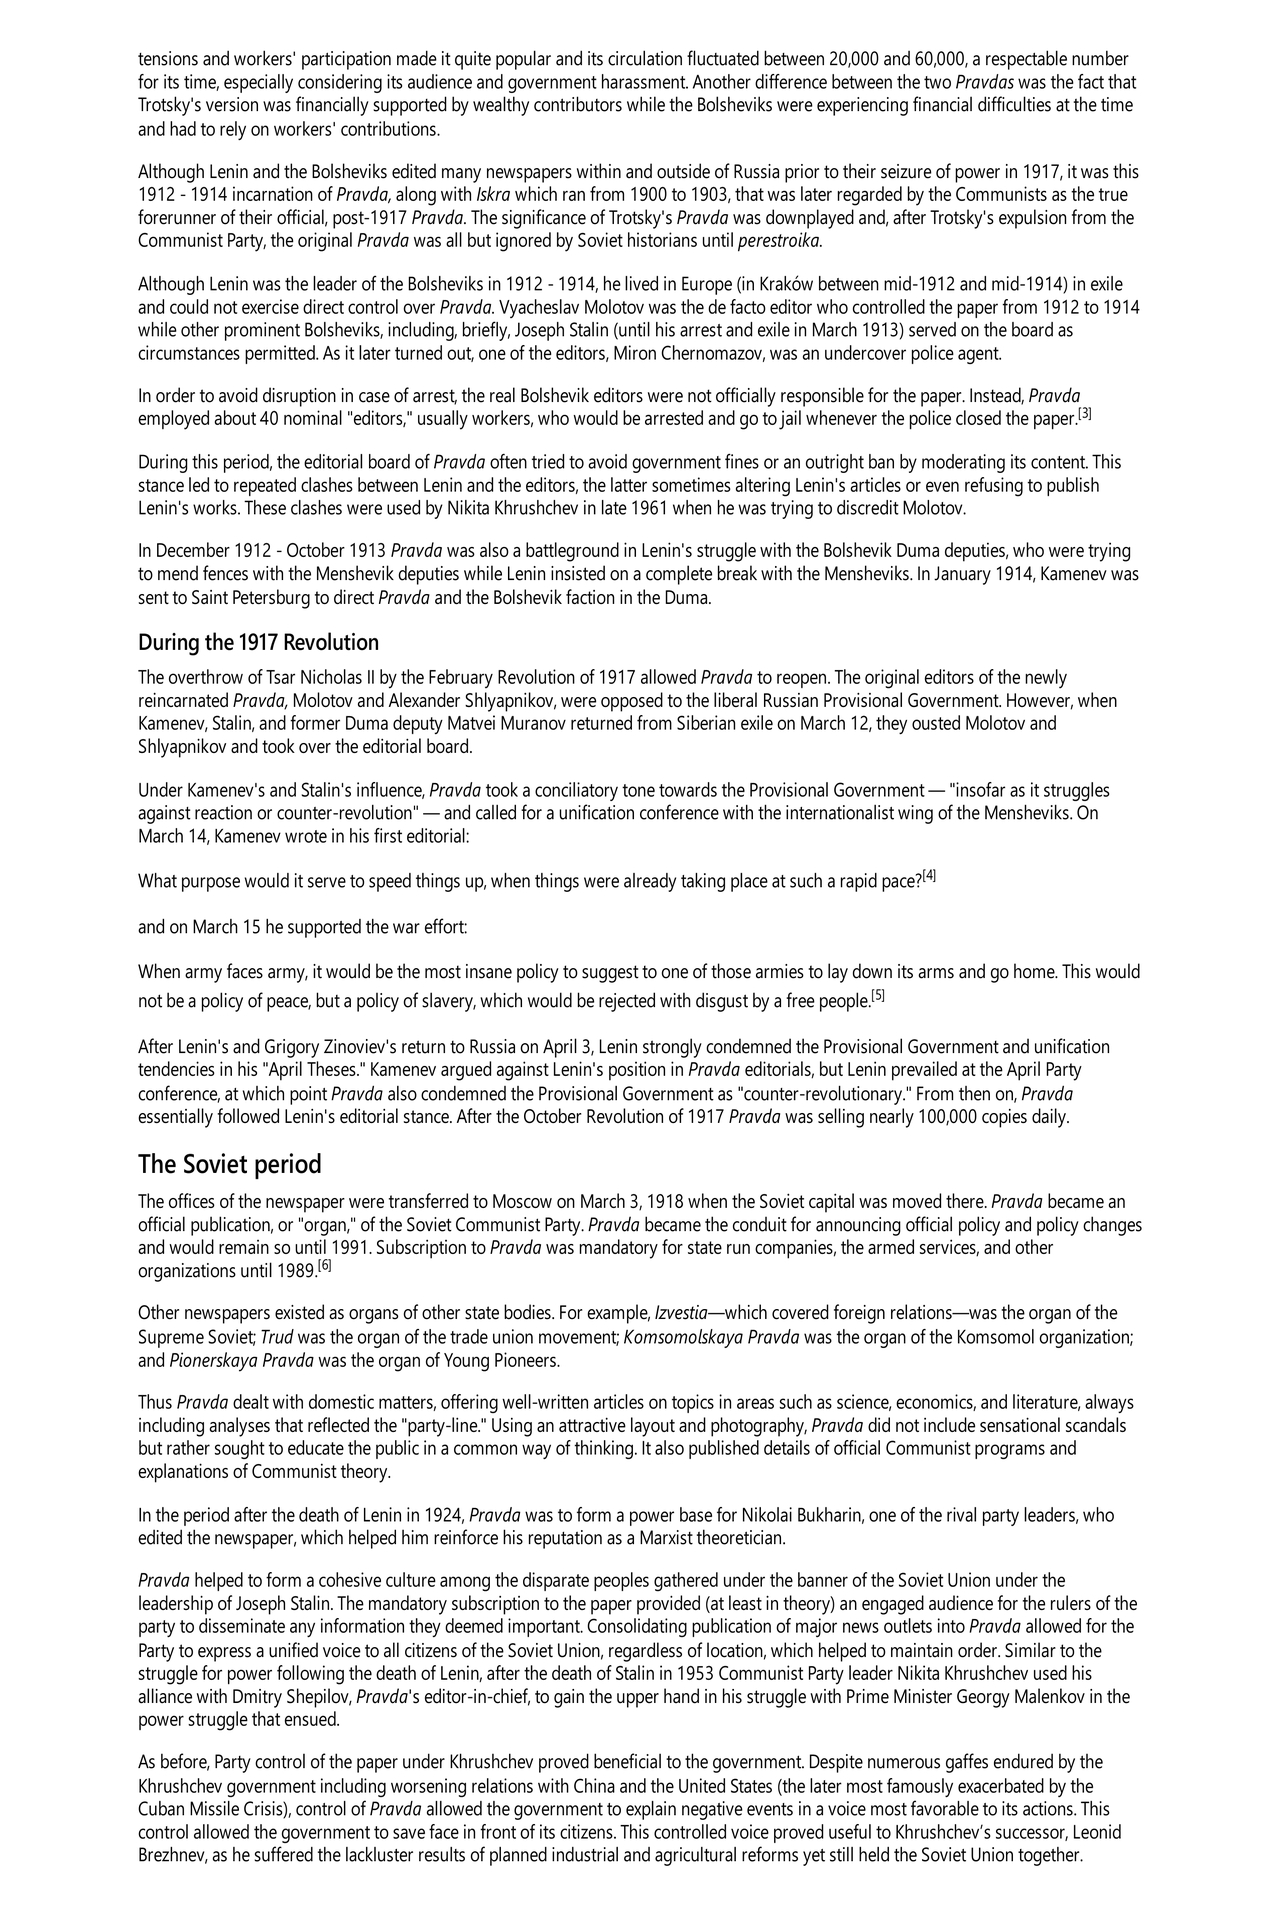 tensions and workers' participation made it quite popular and its circulation fluctuated between 20,000 and 60,000, a respectable number
for its time, especially considering its audience and government harassment. Another difference between the two Pravdas was the fact that
Trotsky's version was financially supported by wealthy contributors while the Bolsheviks were experiencing financial difficulties at the time
and had to rely on workers' contributions.
Although Lenin and the Bolsheviks edited many newspapers within and outside of Russia prior to their seizure of power in 1917, it was this
1912 - 1914 incarnation of Pravda, along with Iskra which ran from 1900 to 1903, that was later regarded by the Communists as the true
forerunner of their official, post-1917 Pravda. The significance of Trotsky's Pravda was downplayed and, after Trotsky's expulsion from the
Communist Party, the original Pravda was all but ignored by Soviet historians until perestroika.
Although Lenin was the leader of the Bolsheviks in 1912 - 1914, he lived in Europe (in Kraków between mid-1912 and mid-1914) in exile
and could not exercise direct control over Pravda. Vyacheslav Molotov was the de facto editor who controlled the paper from 1912 to 1914
while other prominent Bolsheviks, including, briefly, Joseph Stalin (until his arrest and exile in March 1913) served on the board as
circumstances permitted. As it later turned out, one of the editors, Miron Chernomazov, was an undercover police agent.
In order to avoid disruption in case of arrest, the real Bolshevik editors were not officially responsible for the paper. Instead, Pravda
employed about 40 nominal "editors," usually workers, who would be arrested and go to jail whenever the police closed the paper.[3]
During this period, the editorial board of Pravda often tried to avoid government fines or an outright ban by moderating its content. This
stance led to repeated clashes between Lenin and the editors, the latter sometimes altering Lenin's articles or even refusing to publish
Lenin's works. These clashes were used by Nikita Khrushchev in late 1961 when he was trying to discredit Molotov.
In December 1912 - October 1913 Pravda was also a battleground in Lenin's struggle with the Bolshevik Duma deputies, who were trying
to mend fences with the Menshevik deputies while Lenin insisted on a complete break with the Mensheviks. In January 1914, Kamenev was
sent to Saint Petersburg to direct Pravda and the Bolshevik faction in the Duma.
During the 1917 Revolution
The overthrow of Tsar Nicholas II by the February Revolution of 1917 allowed Pravda to reopen. The original editors of the newly
reincarnated Pravda, Molotov and Alexander Shlyapnikov, were opposed to the liberal Russian Provisional Government. However, when
Kamenev, Stalin, and former Duma deputy Matvei Muranov returned from Siberian exile on March 12, they ousted Molotov and
Shlyapnikov and took over the editorial board.
Under Kamenev's and Stalin's influence, Pravda took a conciliatory tone towards the Provisional Government — "insofar as it struggles
against reaction or counter-revolution" — and called for a unification conference with the internationalist wing of the Mensheviks. On
March 14, Kamenev wrote in his first editorial:
What purpose would it serve to speed things up, when things were already taking place at such a rapid pace?[4]
and on March 15 he supported the war effort:
When army faces army, it would be the most insane policy to suggest to one of those armies to lay down its arms and go home. This would
not be a policy of peace, but a policy of slavery, which would be rejected with disgust by a free people.[5]
After Lenin's and Grigory Zinoviev's return to Russia on April 3, Lenin strongly condemned the Provisional Government and unification
tendencies in his "April Theses." Kamenev argued against Lenin's position in Pravda editorials, but Lenin prevailed at the April Party
conference, at which point Pravda also condemned the Provisional Government as "counter-revolutionary." From then on, Pravda
essentially followed Lenin's editorial stance. After the October Revolution of 1917 Pravda was selling nearly 100,000 copies daily.
The Soviet period
The offices of the newspaper were transferred to Moscow on March 3, 1918 when the Soviet capital was moved there. Pravda became an
official publication, or "organ," of the Soviet Communist Party. Pravda became the conduit for announcing official policy and policy changes
and would remain so until 1991. Subscription to Pravda was mandatory for state run companies, the armed services, and other
organizations until 1989.[6]
Other newspapers existed as organs of other state bodies. For example, Izvestia—which covered foreign relations—was the organ of the
Supreme Soviet; Trud was the organ of the trade union movement; Komsomolskaya Pravda was the organ of the Komsomol organization;
and Pionerskaya Pravda was the organ of Young Pioneers.
Thus Pravda dealt with domestic matters, offering well-written articles on topics in areas such as science, economics, and literature, always
including analyses that reflected the "party-line." Using an attractive layout and photography, Pravda did not include sensational scandals
but rather sought to educate the public in a common way of thinking. It also published details of official Communist programs and
explanations of Communist theory.
In the period after the death of Lenin in 1924, Pravda was to form a power base for Nikolai Bukharin, one of the rival party leaders, who
edited the newspaper, which helped him reinforce his reputation as a Marxist theoretician.
Pravda helped to form a cohesive culture among the disparate peoples gathered under the banner of the Soviet Union under the
leadership of Joseph Stalin. The mandatory subscription to the paper provided (at least in theory) an engaged audience for the rulers of the
party to disseminate any information they deemed important. Consolidating publication of major news outlets into Pravda allowed for the
Party to express a unified voice to all citizens of the Soviet Union, regardless of location, which helped to maintain order. Similar to the
struggle for power following the death of Lenin, after the death of Stalin in 1953 Communist Party leader Nikita Khrushchev used his
alliance with Dmitry Shepilov, Pravda's editor-in-chief, to gain the upper hand in his struggle with Prime Minister Georgy Malenkov in the
power struggle that ensued.
As before, Party control of the paper under Khrushchev proved beneficial to the government. Despite numerous gaffes endured by the
Khrushchev government including worsening relations with China and the United States (the later most famously exacerbated by the
Cuban Missile Crisis), control of Pravda allowed the government to explain negative events in a voice most favorable to its actions. This
control allowed the government to save face in front of its citizens. This controlled voice proved useful to Khrushchev’s successor, Leonid
Brezhnev, as he suffered the lackluster results of planned industrial and agricultural reforms yet still held the Soviet Union together.